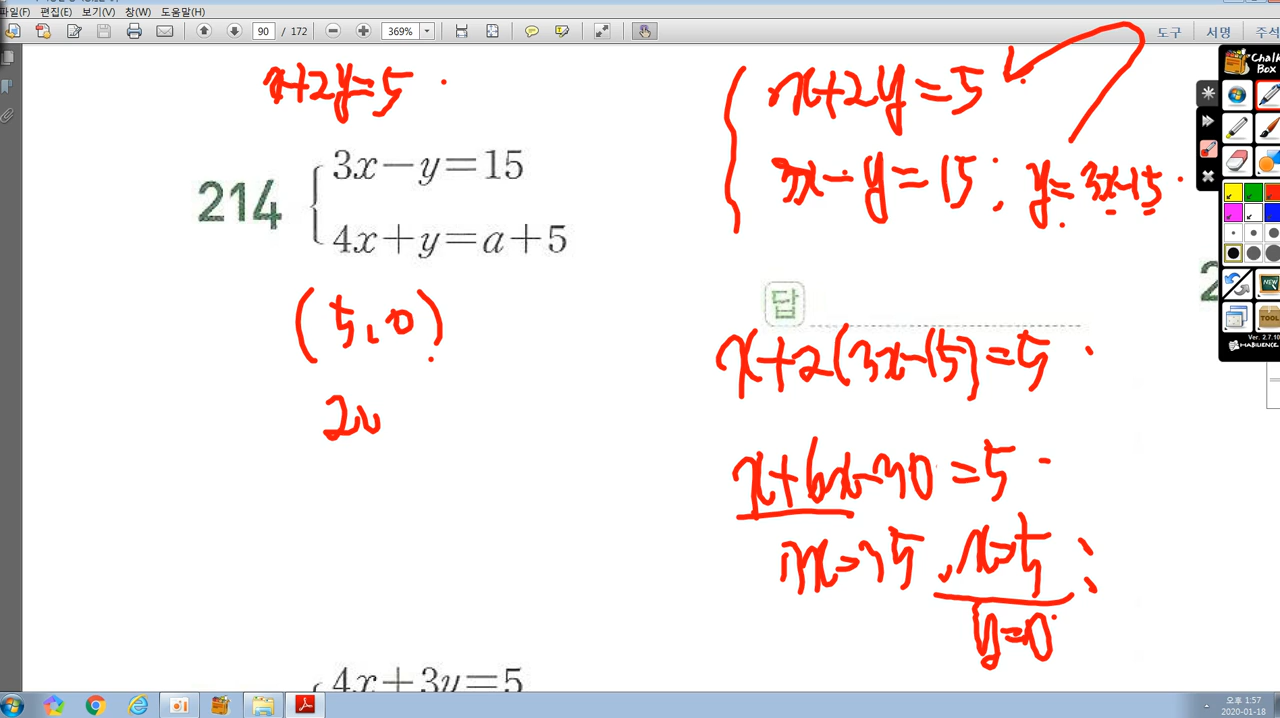 파일(F) 편집(E) 보기(V) 창(W) 도움말(H)
90 / 172 369% 도구 서명 주석
x+2y=5
214
3x-y=15
4x+y=a+5
(5, 0)
20
x+2y=5
3x-y=15; y=3x-15
답
x+2(3x-15)=5
x+6x-30=5
7x=35, x=5
y=0
4x+3y=5
Chalk
Box
NEW
TOOL
Ver. 2.7.10
HABILIENCE
오후 1:57
2020-01-18